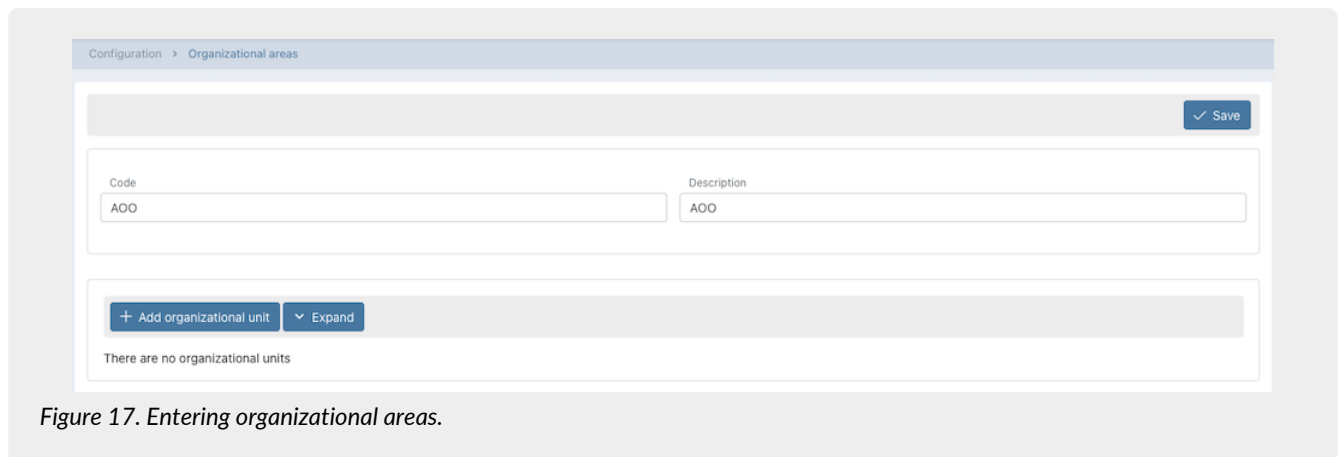 Configuration > Organizational areas
Save
Code
Description
AOO
AOO
+ Add organizational unit
Expand
There are no organizational units
Figure 17. Entering organizational areas.